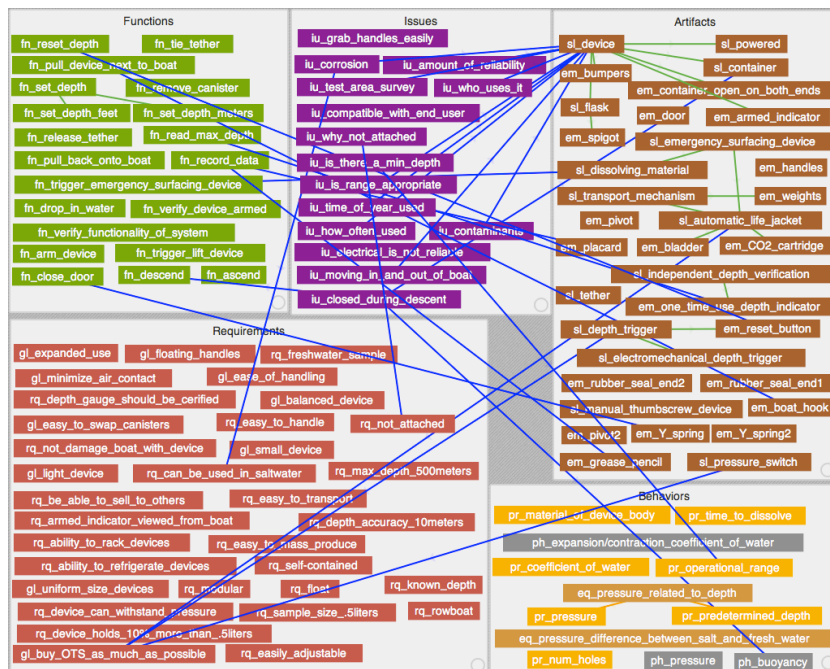 Functions
fn_reset_depth
fn_tie_tether
fn_pull_device_next_to_boat
fn_set_depth
fn_remove_canister
fn_set_depth_feet
fn_set_depth_meters
fn_release_tether
fn_read_max_depth
fn_pull_back_onto_boat
fn_record_data
fn_trigger_emergency_surfacing_device
fn_drop_in_water
fn_verify_device_armed
fn_verify_functionality_of_system
fn_arm_device
fn_trigger_lift_device
fn_close_door
fn_descend
fn_ascend
Issues
iu_grab_handles_easily
iu_corrosion
iu_amount_of_reliability
iu_test_area_survey
iu_who_uses_it
iu_compatible_with_end_user
iu_why_not_attached
iu_is_there_a_min_depth
iu_is_range_appropriate
iu_time_of_year_used
iu_how_often_used
iu_contaminants
iu_electrical_is_not_reliable
iu_moving_in_and_out_of_boat
iu_closed_during_descent
Artifacts
sl_device
sl_powered
sl_container
em_bumpers
em_container_open_on_both_ends
sl_flask
em_door
em_armed_indicator
em_spigot
sl_emergency_surfacing_device
sl_dissolving_material
em_handles
sl_transport_mechanism
em_weights
em_pivot
sl_automatic_life_jacket
em_placard
em_bladder
em_CO2_cartridge
sl_independent_depth_verification
sl_tether
em_one_time_use_depth_indicator
sl_depth_trigger
em_reset_button
sl_electromechanical_depth_trigger
em_rubber_seal_end2
em_rubber_seal_end1
sl_manual_thumbscrew_device
em_boat_hook
em_pivot2
em_Y_spring
em_Y_spring2
em_grease_pencil
sl_pressure_switch
Requirements
gl_expanded_use
gl_floating_handles
rq_freshwater_sample
gl_minimize_air_contact
gl_ease_of_handling
rq_depth_gauge_should_be_cerified
gl_balanced_device
gl_easy_to_swap_canisters
rq_easy_to_handle
rq_not_attached
rq_not_damage_boat_with_device
gl_small_device
gl_light_device
rq_can_be_used_in_saltwater
rq_max_depth_500meters
rq_be_able_to_sell_to_others
rq_easy_to_transport
rq_armed_indicator_viewed_from_boat
rq_depth_accuracy_10meters
rq_ability_to_rack_devices
rq_easy_to_mass_produce
rq_ability_to_refrigerate_devices
rq_self-contained
gl_uniform_size_devices
rq_modular
rq_float
rq_known_depth
rq_device_can_withstand_pressure
rq_sample_size_.5liters
rq_rowboat
rq_device_holds_10%_more_than_.5liters
gl_buy_OTS_as_much_as_possible
rq_easily_adjustable
Behaviors
pr_material_of_device_body
pr_time_to_dissolve
ph_expansion/contraction_coefficient_of_water
pr_coefficient_of_water
pr_operational_range
eq_pressure_related_to_depth
pr_pressure
pr_predetermined_depth
eq_pressure_difference_between_salt_and_fresh_water
pr_num_holes
ph_pressure
ph_buoyancy